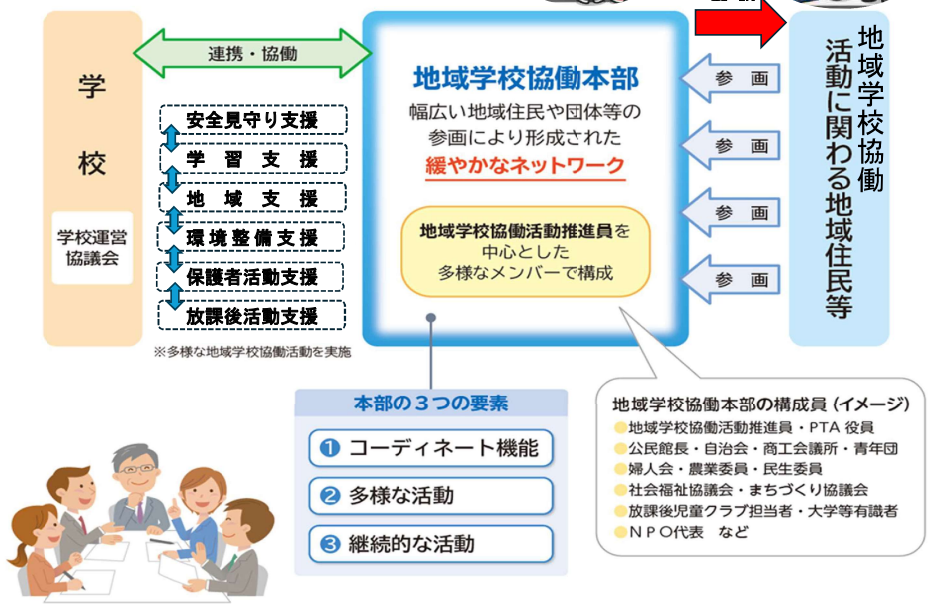 学校
学校運営
協議会
連携・協働
安全見守り支援
学習支援
地域支援
環境整備支援
保護者活動支援
放課後活動支援
※多様な地域学校協働活動を実施
地域学校協働本部
幅広い地域住民や団体等の
参画により形成された
緩やかなネットワーク
地域学校協働活動推進員を
中心とした
多様なメンバーで構成
参画
参画
参画
参画
地域学校協働
活動に関わる地域住民等
本部の3つの要素
❶ コーディネート機能
❷ 多様な活動
❸ 継続的な活動
地域学校協働本部の構成員(イメージ)
地域学校協働活動推進員・PTA役員
公民館長・自治会・商工会議所・青年団
婦人会・農業委員・民生委員
社会福祉協議会・まちづくり協議会
放課後児童クラブ担当者・大学等有識者
NPO代表 など